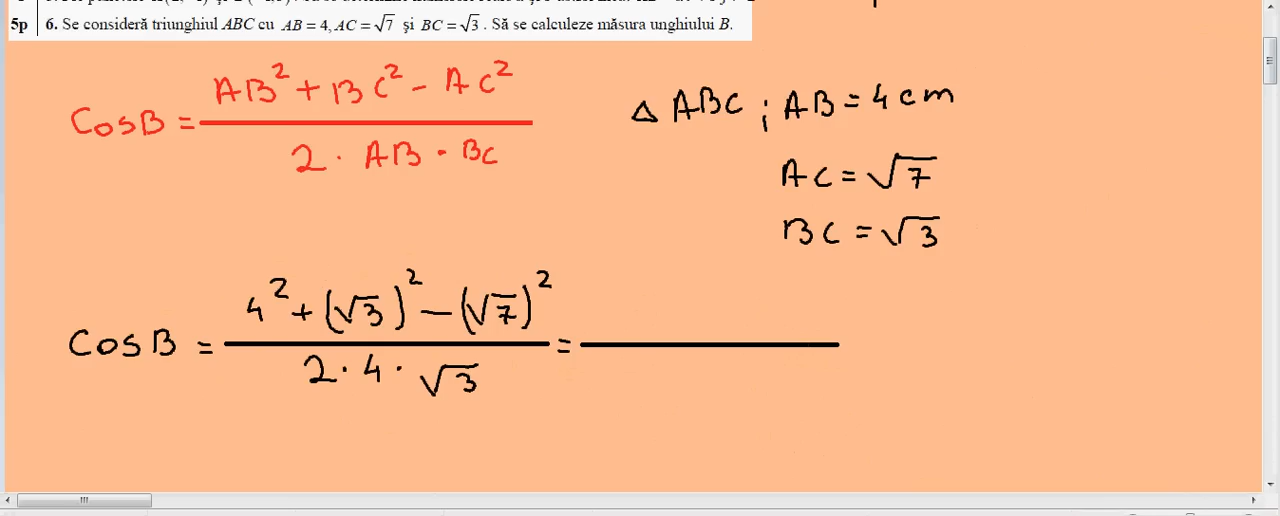 5p 6. Se consideră triunghiul ABC cu AB = 4, AC = √7 şi BC = √3 . Să se calculeze măsura unghiului B.
CosB = (AB² + BC² - AC²) / (2 · AB · BC)
△ ABC ; AB = 4 cm
AC = √7
BC = √3
CosB = (4² + (√3)² - (√7)²) / (2 · 4 · √3) =